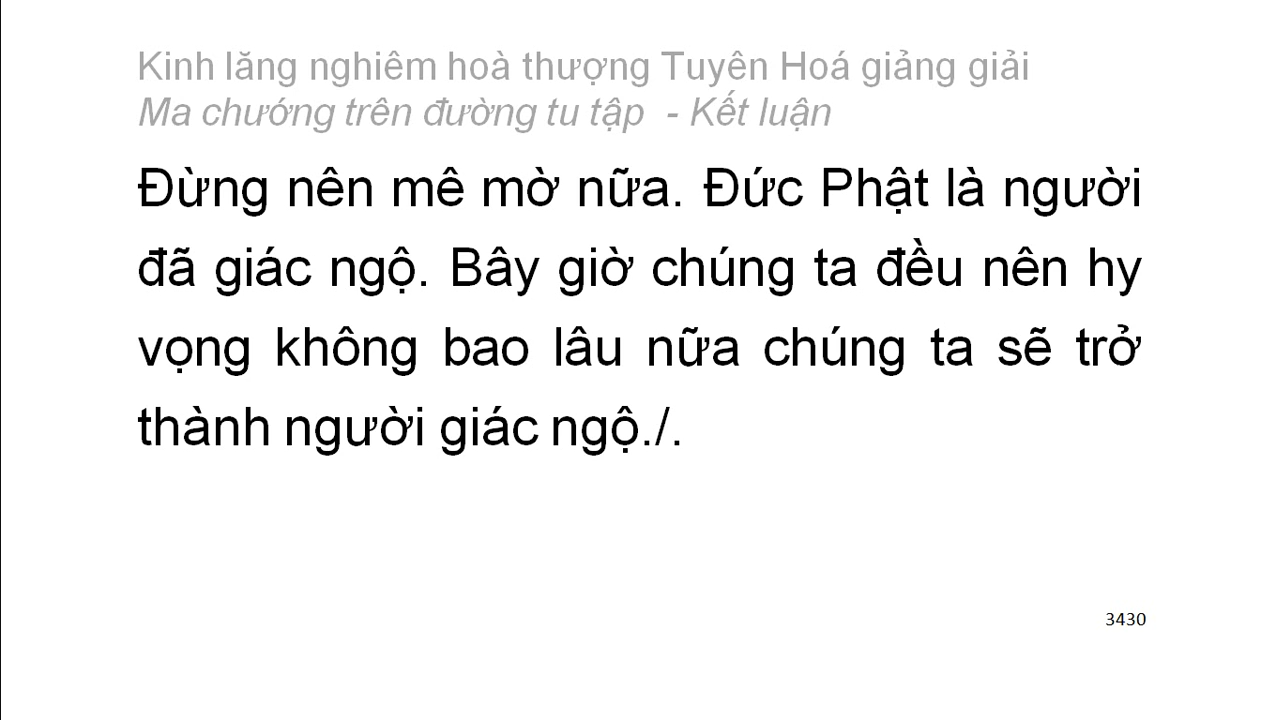 Kinh lăng nghiêm hoà thượng Tuyên Hoá giảng giải
Ma chướng trên đường tu tập - Kết luận
Đừng nên mê mờ nữa. Đức Phật là người
đã giác ngộ. Bây giờ chúng ta đều nên hy
vọng không bao lâu nữa chúng ta sẽ trở
thành người giác ngộ./.
3430